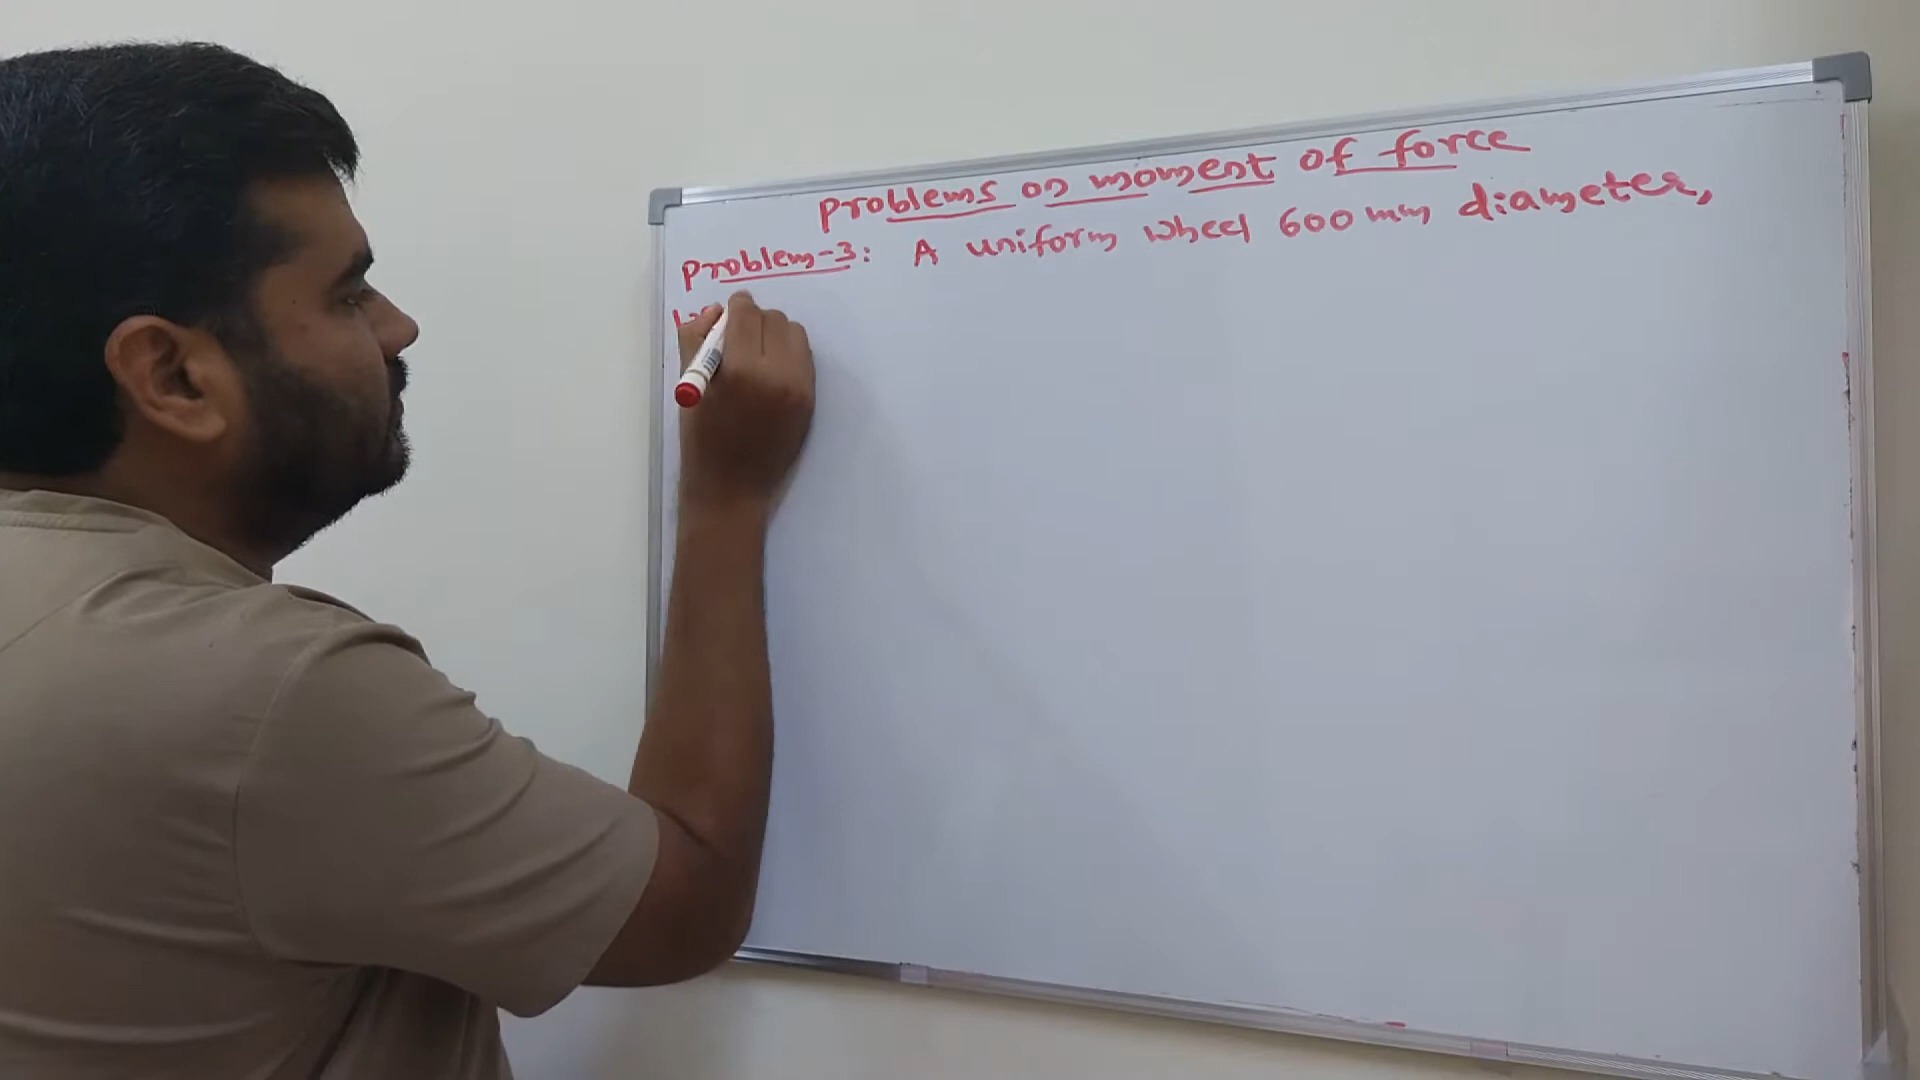 Problems on moment of force
Problem-3: A uniform wheel 600 mm diameter,